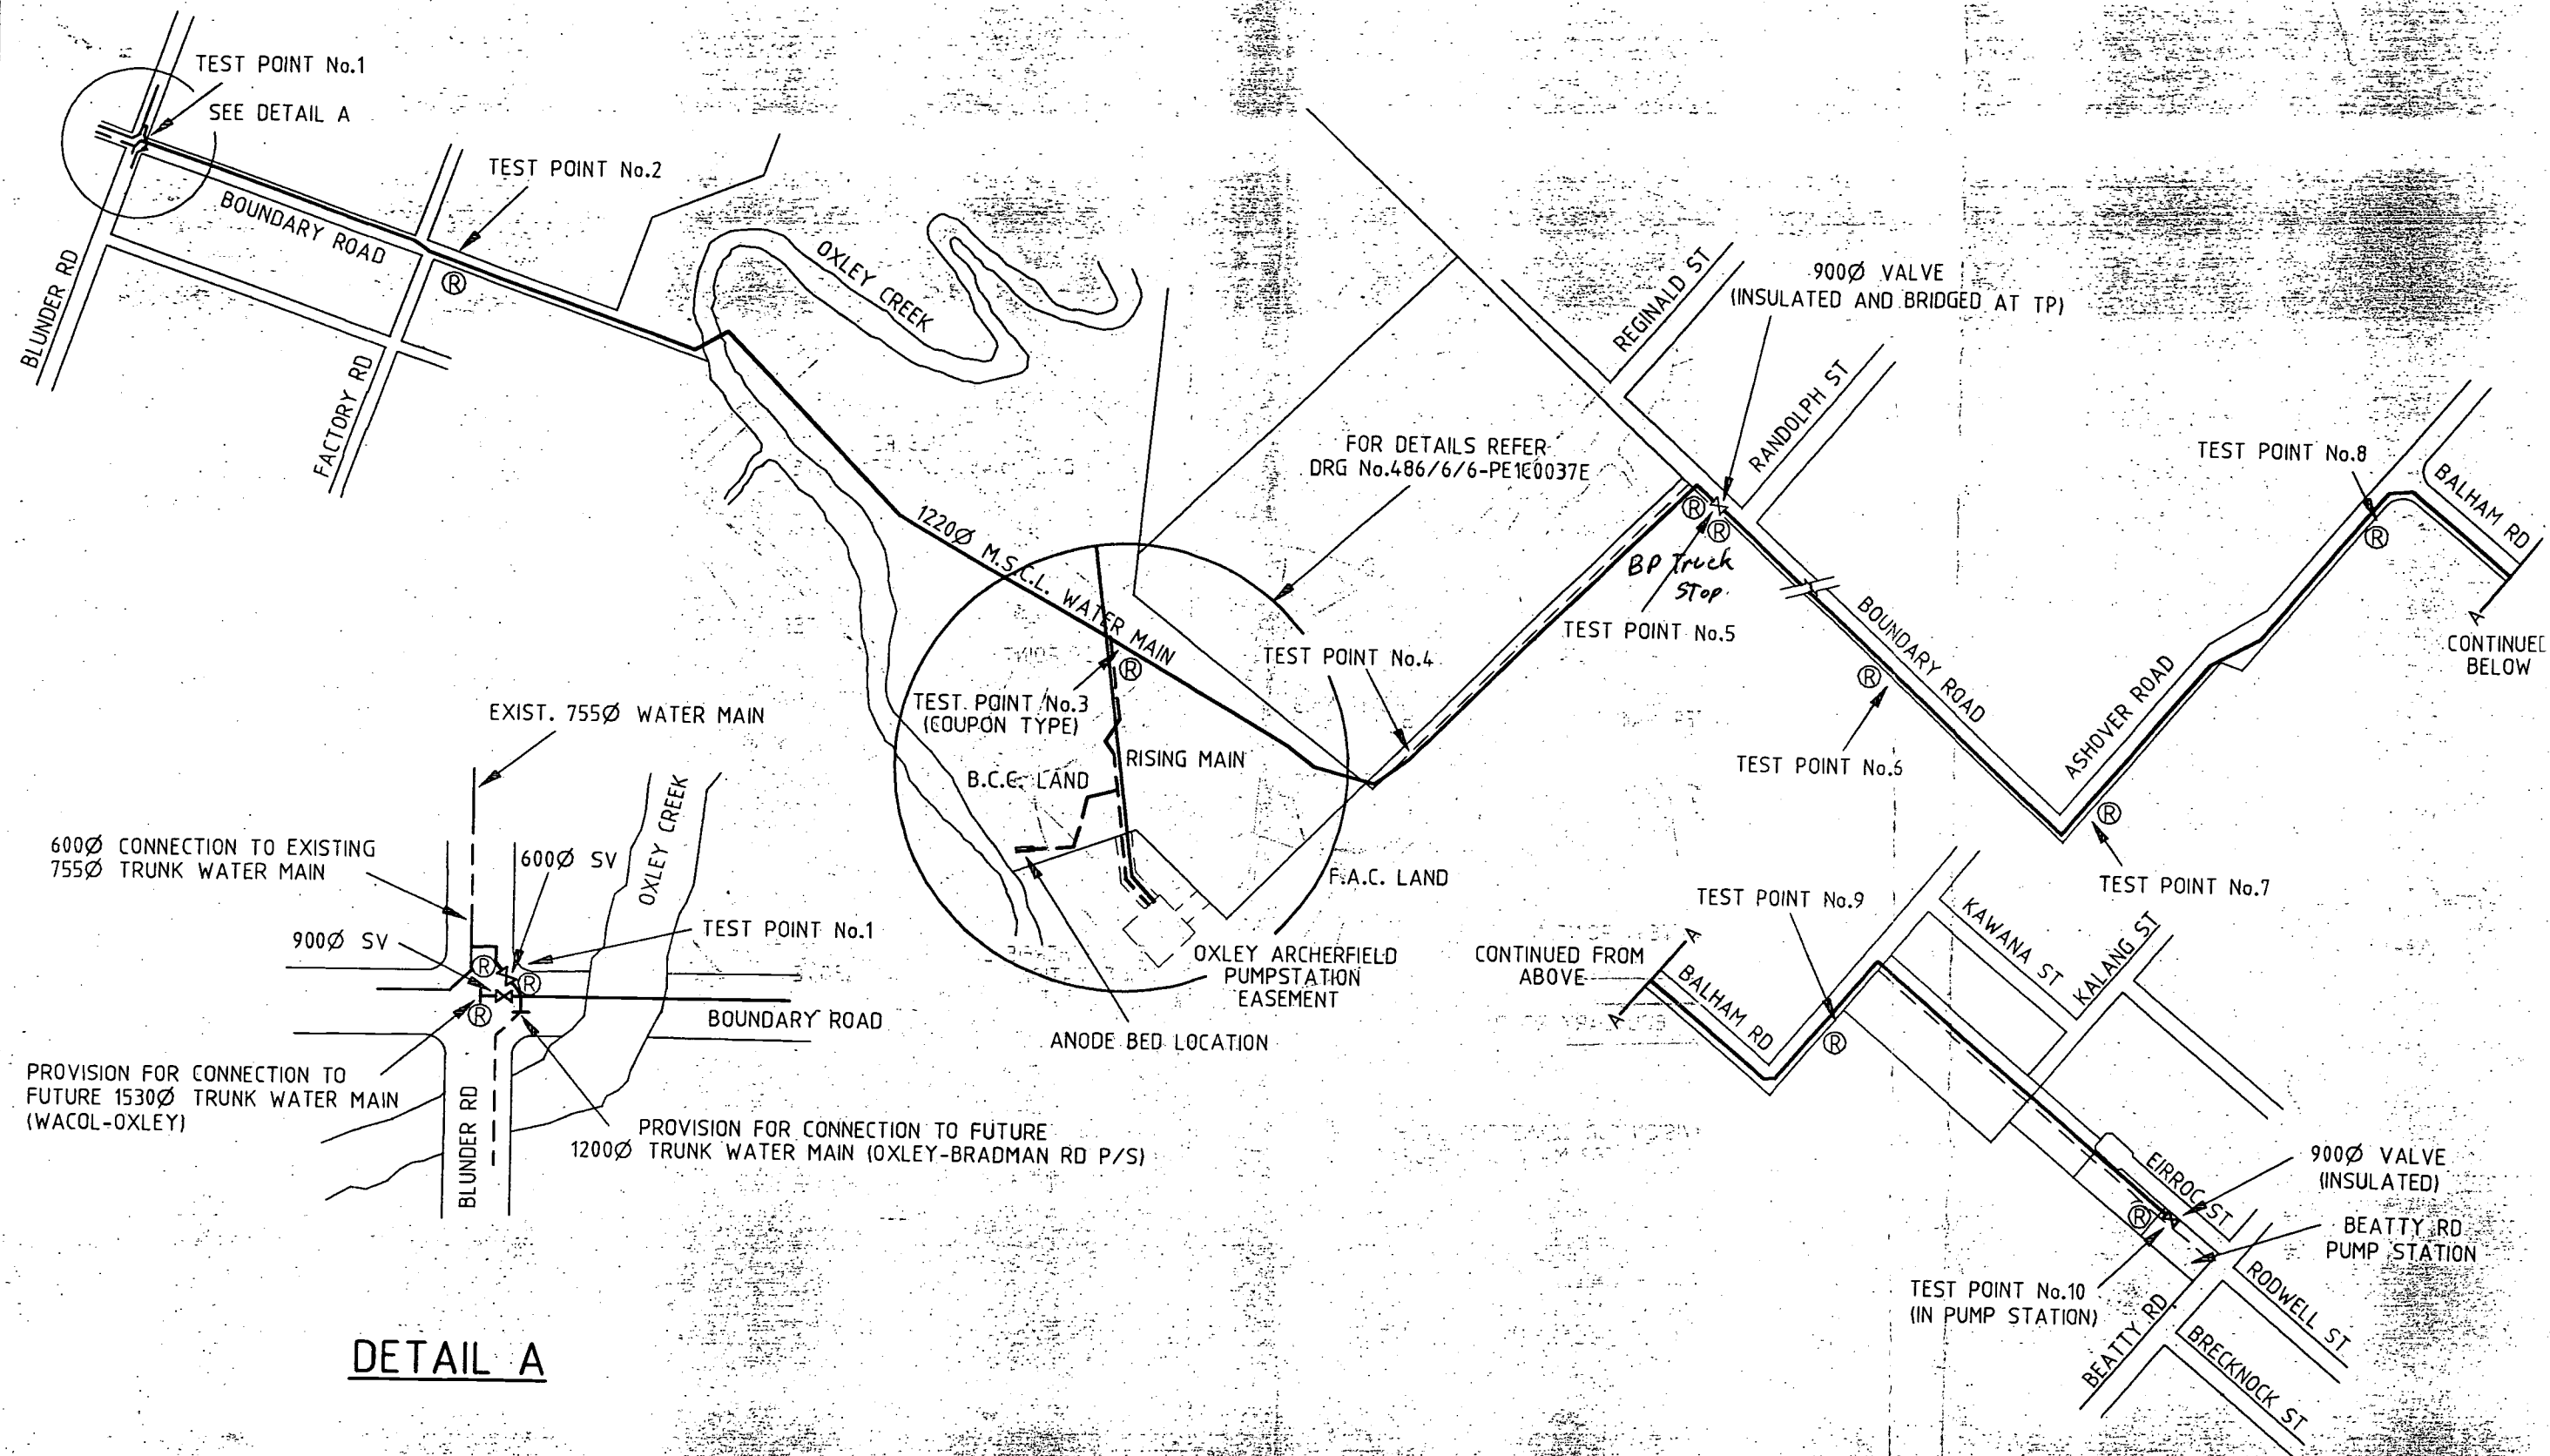 TEST POINT No.1
SEE DETAIL A
TEST POINT No.2
BOUNDARY ROAD
BLUNDER RD
FACTORY RD
R
OXLEY CREEK
REGINALD ST
900Ø VALVE
(INSULATED AND BRIDGED AT TP)
RANDOLPH ST
FOR DETAILS REFER
DRG No.486/6/6-PE1E0037E
TEST POINT No.8
BALHAM RD
R
A
CONTINUED
BELOW
1220Ø M.S.C.L. WATER MAIN
R
R
BP Truck
STOP.
TEST POINT No.5
BOUNDARY ROAD
R
TEST POINT No.6
ASHOVER ROAD
R
TEST POINT No.7
TEST POINT No.4
R
TEST POINT No.3
(COUPON TYPE)
RISING MAIN
B.C.C. LAND
F.A.C. LAND
OXLEY ARCHERFIELD
PUMPSTATION
EASEMENT
ANODE BED LOCATION
EXIST. 755Ø WATER MAIN
600Ø CONNECTION TO EXISTING
755Ø TRUNK WATER MAIN
600Ø SV
OXLEY CREEK
900Ø SV
TEST POINT No.1
R
R
R
BOUNDARY ROAD
PROVISION FOR CONNECTION TO
FUTURE 1530Ø TRUNK WATER MAIN
(WACOL-OXLEY)
BLUNDER RD
PROVISION FOR CONNECTION TO FUTURE
1200Ø TRUNK WATER MAIN (OXLEY-BRADMAN RD P/S)
DETAIL A
TEST POINT No.9
CONTINUED FROM
ABOVE
A
A
BALHAM RD
R
KAWANA ST
KALANG ST
EIRROC ST
900Ø VALVE
(INSULATED)
R
BEATTY RD
PUMP STATION
TEST POINT No.10
(IN PUMP STATION)
BEATTY RD
RODWELL ST
BRECKNOCK ST